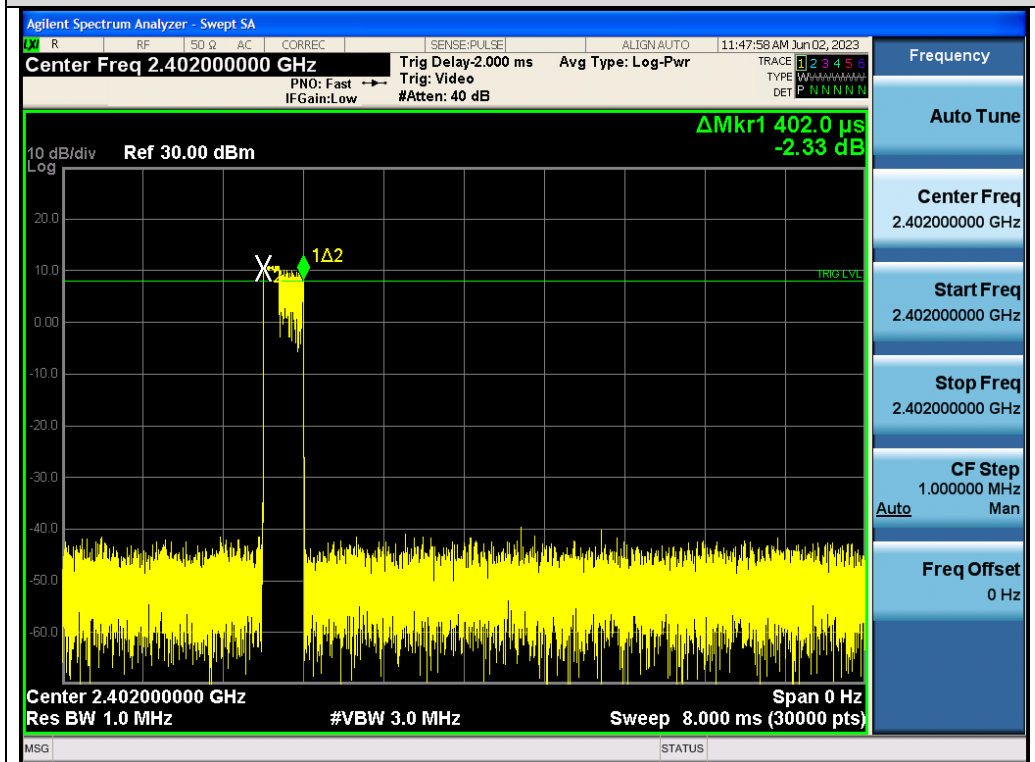 Agilent Spectrum Analyzer - Swept SA
LXI R RF 50 Ω AC CORREC SENSE:PULSE ALIGNAUTO 11:47:58 AM Jun 02, 2023
Center Freq 2.402000000 GHz
PNO: Fast
IFGain:Low
Trig Delay-2.000 ms
Trig: Video
#Atten: 40 dB
Avg Type: Log-Pwr
TRACE 1 2 3 4 5 6
TYPE WWWWWW
DET P N N N N N
ΔMkr1 402.0 µs
-2.33 dB
10 dB/div Ref 30.00 dBm
Log
20.0
10.0
0.00
-10.0
-20.0
-30.0
-40.0
-50.0
-60.0
X2
1Δ2
TRIG LVL
Center 2.402000000 GHz Span 0 Hz
Res BW 1.0 MHz #VBW 3.0 MHz Sweep 8.000 ms (30000 pts)
MSG STATUS
Frequency
Auto Tune
Center Freq
2.402000000 GHz
Start Freq
2.402000000 GHz
Stop Freq
2.402000000 GHz
CF Step
1.000000 MHz
Auto Man
Freq Offset
0 Hz